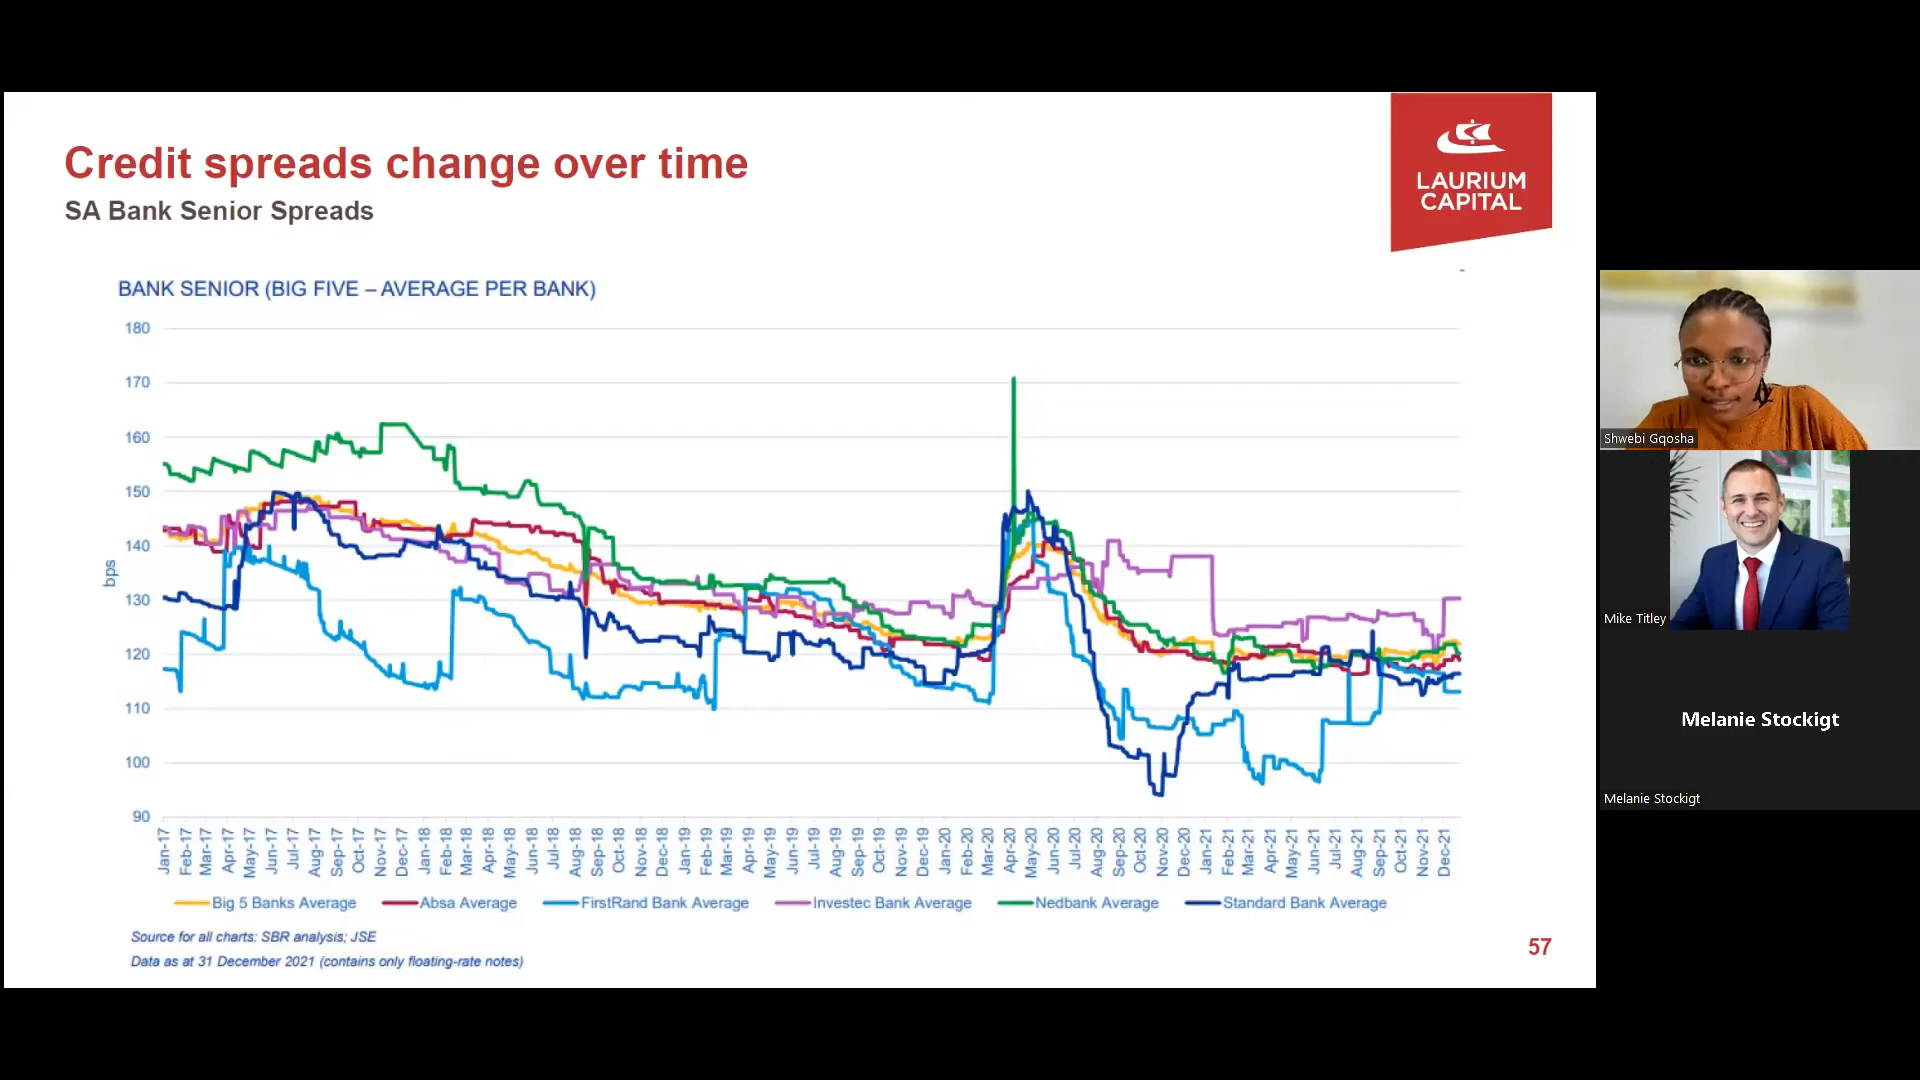 Credit spreads change over time
SA Bank Senior Spreads
LAURIUM
CAPITAL
BANK SENIOR (BIG FIVE – AVERAGE PER BANK)
180
170
160
150
140
130
120
110
100
90
bps
Jan-17 Feb-17 Mar-17 Apr-17 May-17 Jun-17 Jul-17 Aug-17 Sep-17 Oct-17 Nov-17 Dec-17 Jan-18 Feb-18 Mar-18 Apr-18 May-18 Jun-18 Jul-18 Aug-18 Sep-18 Oct-18 Nov-18 Dec-18 Jan-19 Feb-19 Mar-19 Apr-19 May-19 Jun-19 Jul-19 Aug-19 Sep-19 Oct-19 Nov-19 Dec-19 Jan-20 Feb-20 Mar-20 Apr-20 May-20 Jun-20 Jul-20 Aug-20 Sep-20 Oct-20 Nov-20 Dec-20 Jan-21 Feb-21 Mar-21 Apr-21 May-21 Jun-21 Jul-21 Aug-21 Sep-21 Oct-21 Nov-21 Dec-21
Big 5 Banks Average Absa Average FirstRand Bank Average Investec Bank Average Nedbank Average Standard Bank Average
Source for all charts: SBR analysis; JSE
Data as at 31 December 2021 (contains only floating-rate notes)
57
Shwebi Gqosha
Mike Titley
Melanie Stockigt
Melanie Stockigt